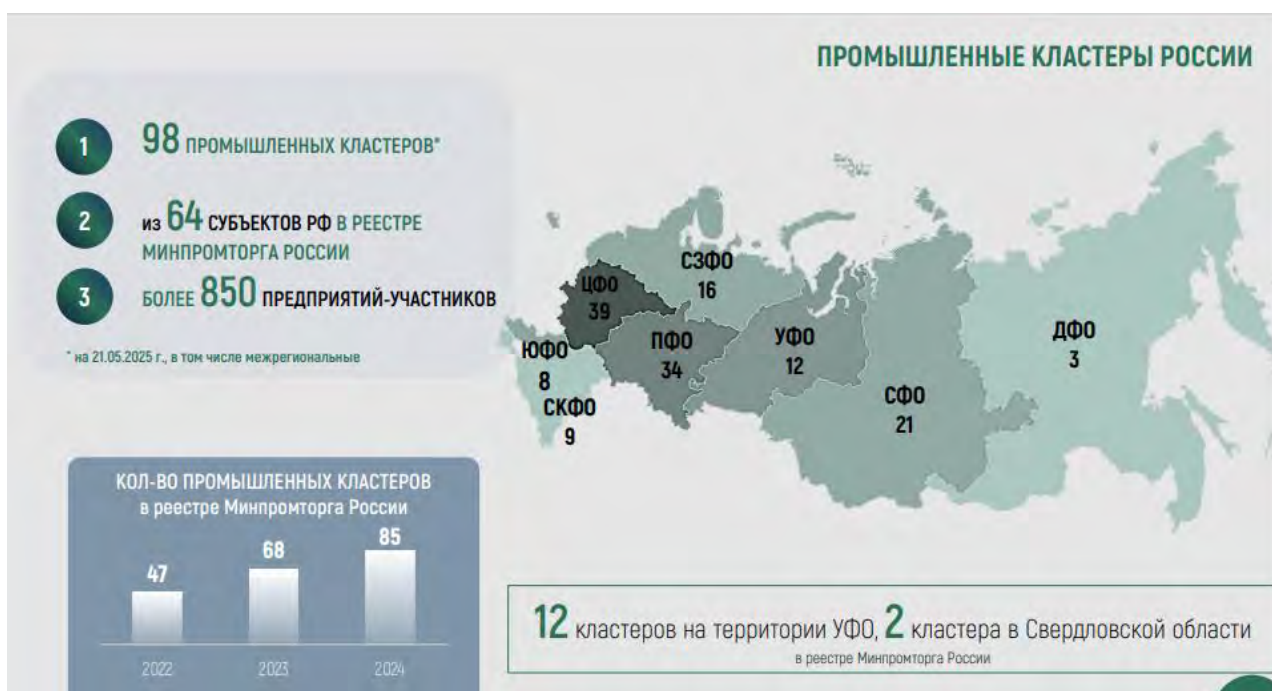 ПРОМЫШЛЕННЫЕ КЛАСТЕРЫ РОССИИ
1
98 ПРОМЫШЛЕННЫХ КЛАСТЕРОВ*
2
из 64 СУБЪЕКТОВ РФ В РЕЕСТРЕ
МИНПРОМТОРГА РОССИИ
3
БОЛЕЕ 850 ПРЕДПРИЯТИЙ-УЧАСТНИКОВ
* на 21.05.2025 г., в том числе межрегиональные
СЗФО
16
ЦФО
39
ПФО
34
УФО
12
ДФО
3
ЮФО
8
СКФО
9
СФО
21
КОЛ-ВО ПРОМЫШЛЕННЫХ КЛАСТЕРОВ
в реестре Минпромторга России
47
68
85
2022
2023
2024
12 кластеров на территории УФО, 2 кластера в Свердловской области
в реестре Минпромторга России